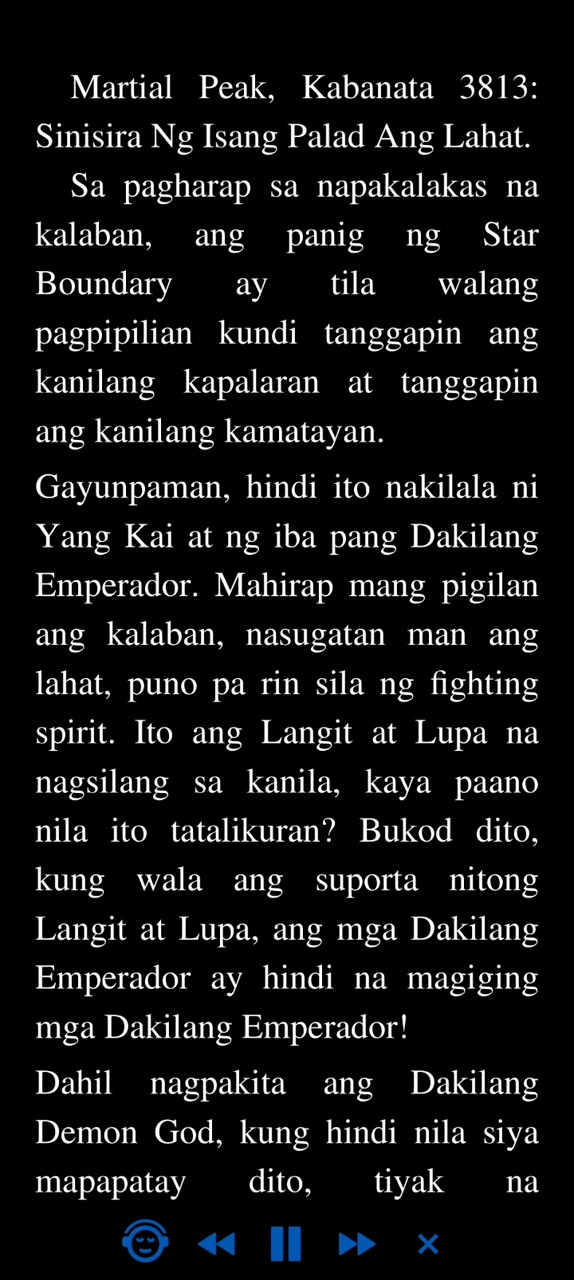 Martial Peak, Kabanata 3813:
Sinisira Ng Isang Palad Ang Lahat.
Sa pagharap sa napakalakas na
kalaban, ang panig ng Star
Boundary ay tila walang
pagpipilian kundi tanggapin ang
kanilang kapalaran at tanggapin
ang kanilang kamatayan.
Gayunpaman, hindi ito nakilala ni
Yang Kai at ng iba pang Dakilang
Emperador. Mahirap mang pigilan
ang kalaban, nasugatan man ang
lahat, puno pa rin sila ng fighting
spirit. Ito ang Langit at Lupa na
nagsilang sa kanila, kaya paano
nila ito tatalikuran? Bukod dito,
kung wala ang suporta nitong
Langit at Lupa, ang mga Dakilang
Emperador ay hindi na magiging
mga Dakilang Emperador!
Dahil nagpakita ang Dakilang
Demon God, kung hindi nila siya
mapapatay dito, tiyak na